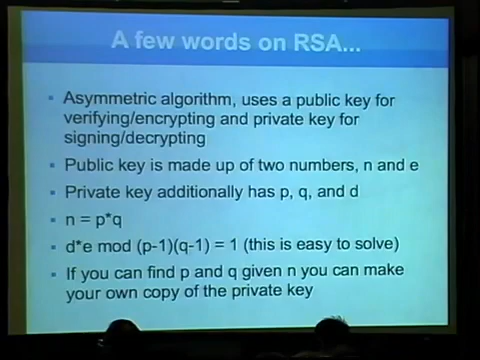 A few words on RSA...
Asymmetric algorithm, uses a public key for
verifying/encrypting and private key for
signing/decrypting
Public key is made up of two numbers, n and e
Private key additionally has p, q, and d
n = p*q
d*e mod (p-1)(q-1) = 1 (this is easy to solve)
If you can find p and q given n you can make
your own copy of the private key